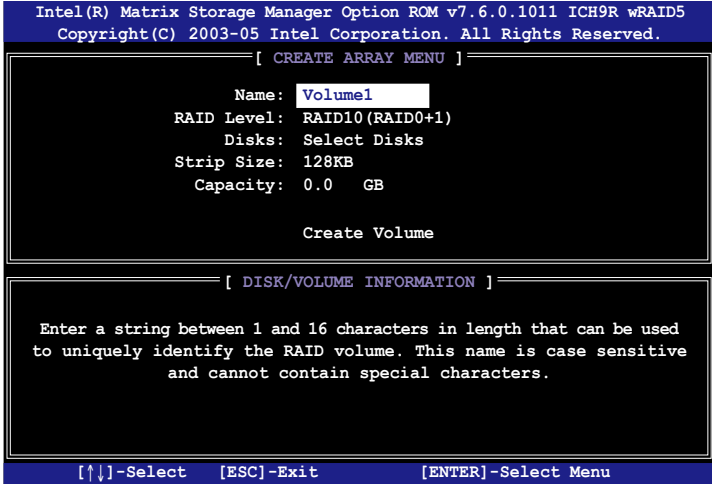 Intel(R) Matrix Storage Manager Option ROM v7.6.0.1011 ICH9R wRAID5
Copyright(C) 2003-05 Intel Corporation. All Rights Reserved.
[ CREATE ARRAY MENU ]
Name: Volume1
RAID Level: RAID10(RAID0+1)
Disks: Select Disks
Strip Size: 128KB
Capacity: 0.0 GB
Create Volume
[ DISK/VOLUME INFORMATION ]
Enter a string between 1 and 16 characters in length that can be used
to uniquely identify the RAID volume. This name is case sensitive
and cannot contain special characters.
[↑↓]-Select [ESC]-Exit [ENTER]-Select Menu